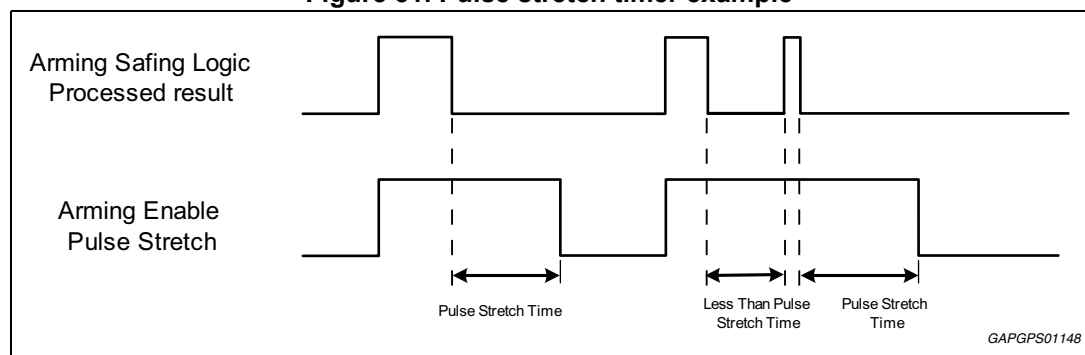 Figure 61. Pulse stretch timer example
Arming Safing Logic
Processed result
Arming Enable
Pulse Stretch
Pulse Stretch Time
Less Than Pulse
Stretch Time
Pulse Stretch
Time
GAPGPS01148